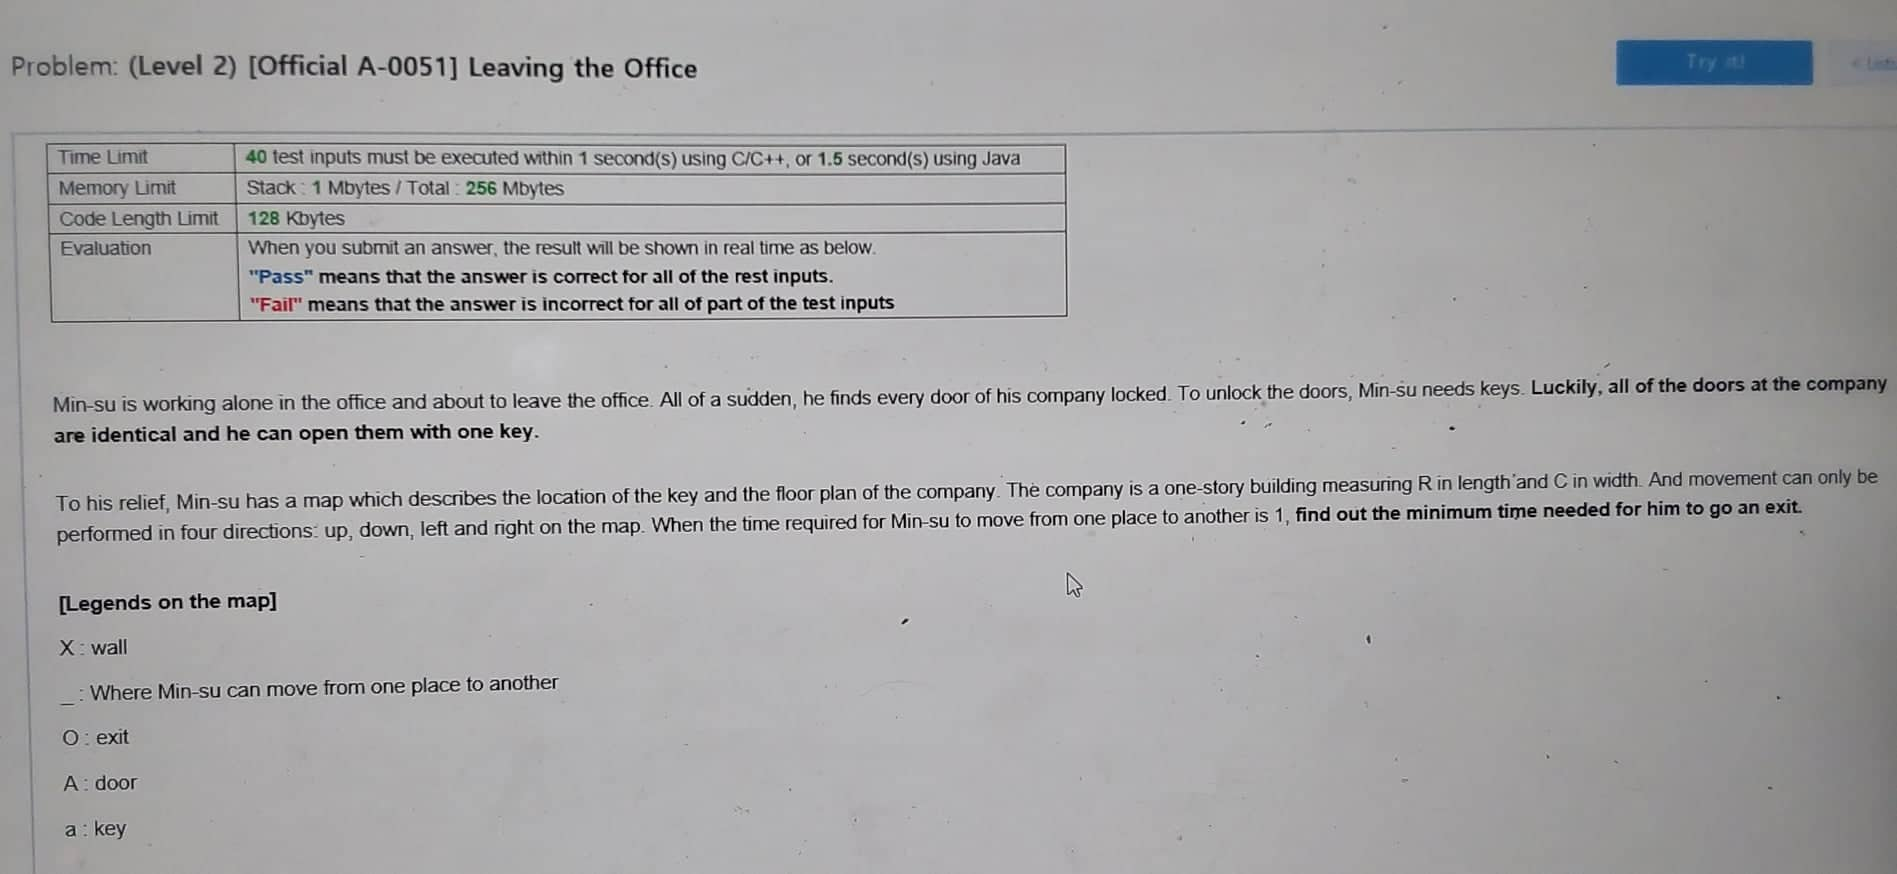 Problem: (Level 2) [Official A-0051] Leaving the Office
Try it!
Time Limit
40 test inputs must be executed within 1 second(s) using C/C++, or 1.5 second(s) using Java
Memory Limit
Stack : 1 Mbytes / Total : 256 Mbytes
Code Length Limit
128 Kbytes
Evaluation
When you submit an answer, the result will be shown in real time as below.
"Pass" means that the answer is correct for all of the rest inputs.
"Fail" means that the answer is incorrect for all of part of the test inputs
Min-su is working alone in the office and about to leave the office. All of a sudden, he finds every door of his company locked. To unlock the doors, Min-su needs keys. Luckily, all of the doors at the company
are identical and he can open them with one key.
To his relief, Min-su has a map which describes the location of the key and the floor plan of the company. The company is a one-story building measuring R in length and C in width. And movement can only be
performed in four directions: up, down, left and right on the map. When the time required for Min-su to move from one place to another is 1, find out the minimum time needed for him to go an exit.
[Legends on the map]
X : wall
_ : Where Min-su can move from one place to another
O : exit
A : door
a : key